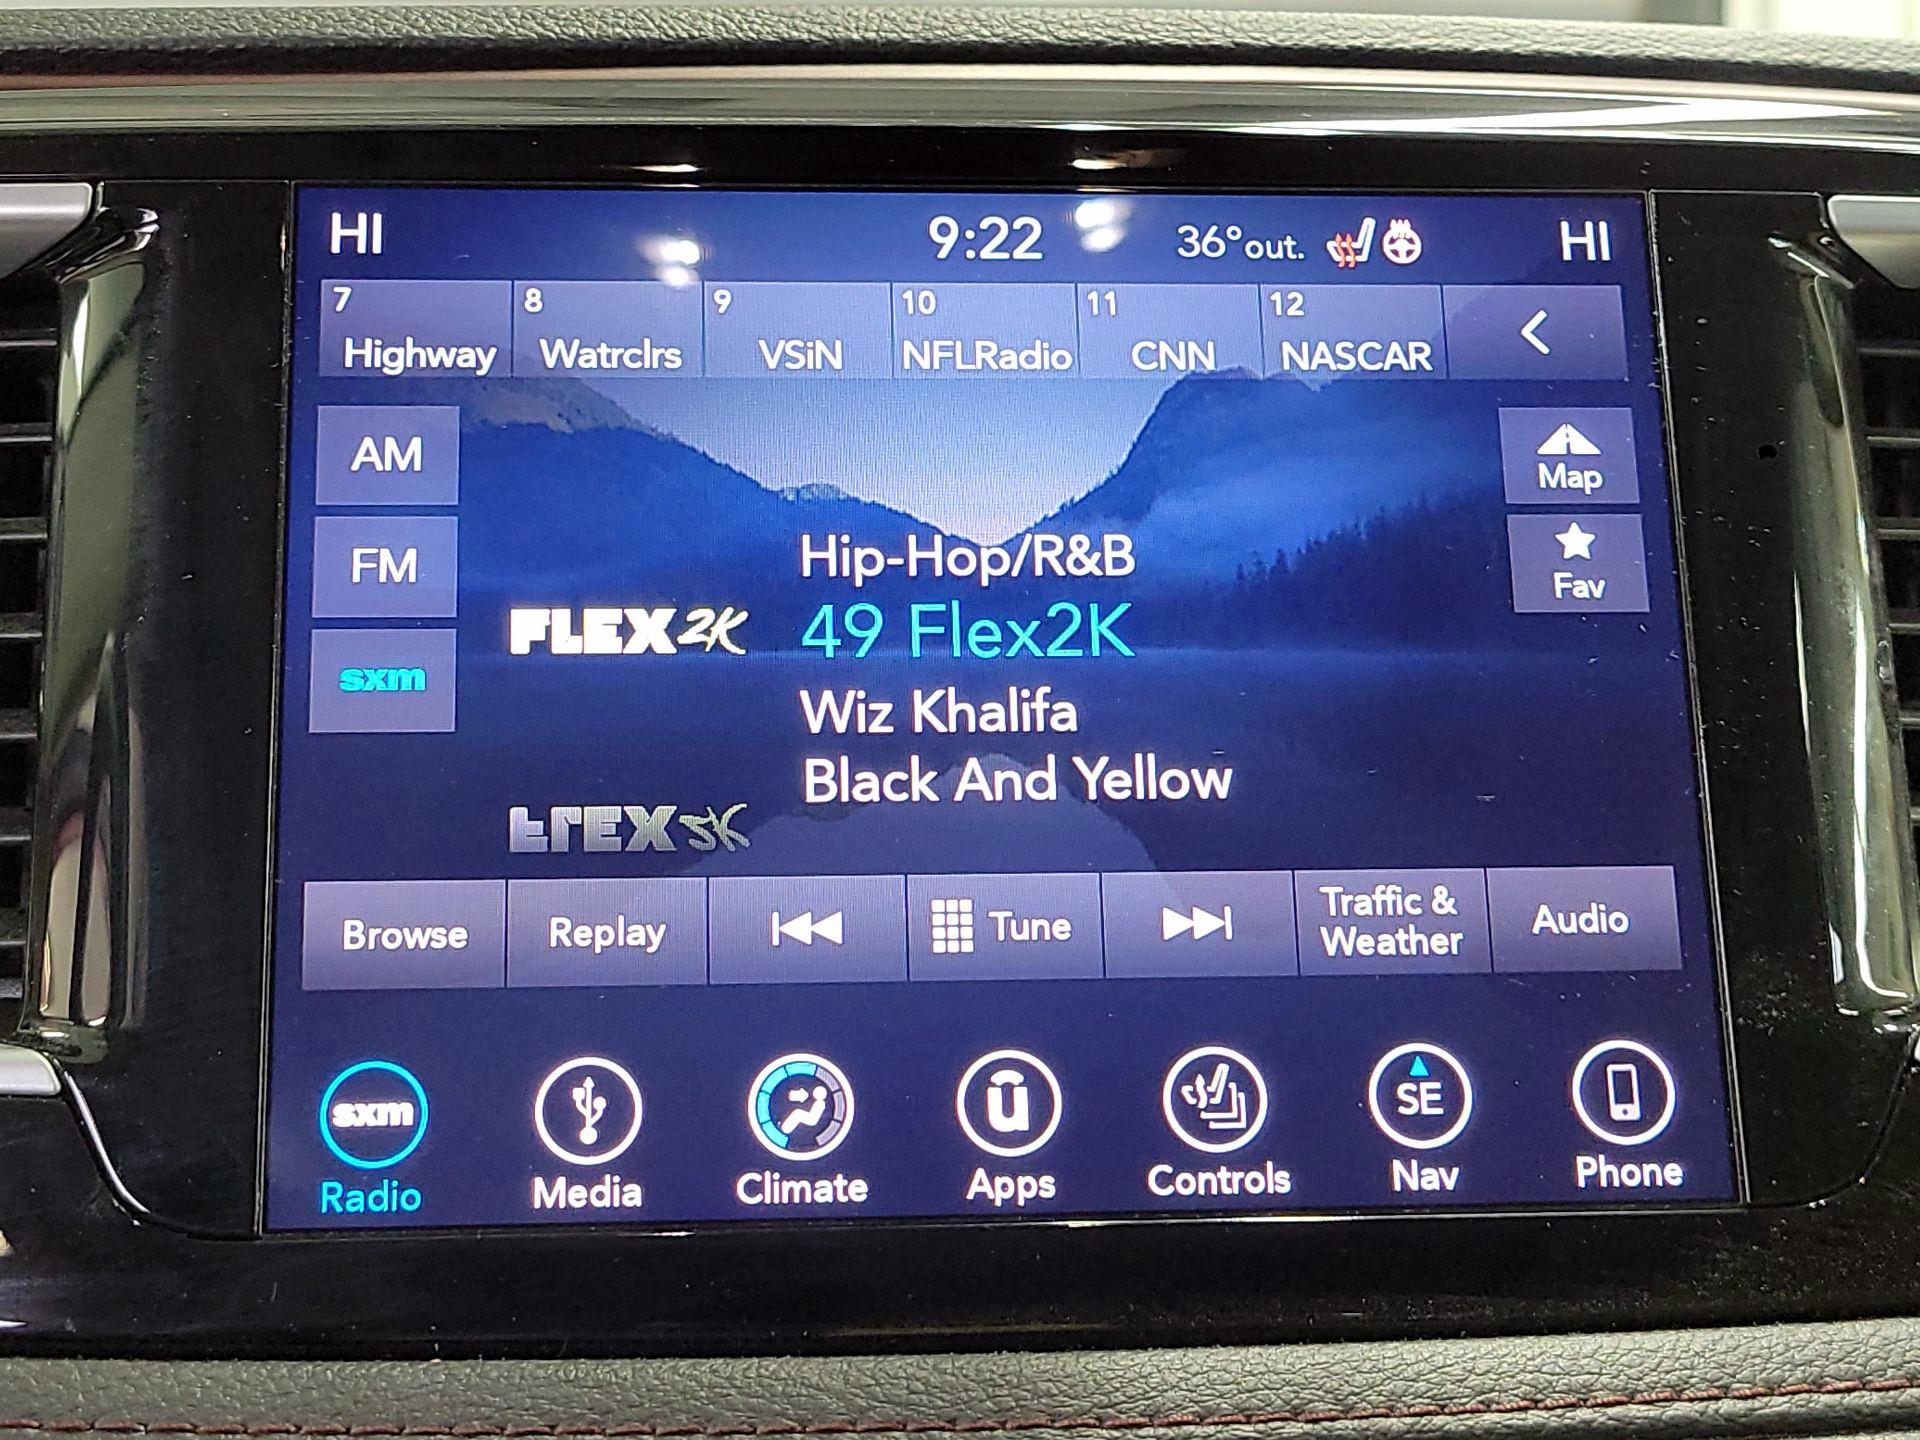 HI 9:22 36° out. HI
7 8 9 10 11 12
Highway Watrclrs VSiN NFLRadio CNN NASCAR
AM
Map
FM
Fav
sxm
Hip-Hop/R&B
FLEX2K 49 Flex2K
Wiz Khalifa
Black And Yellow
FLEX2K
Browse Replay Tune Traffic & Weather Audio
sxm SE
Radio Media Climate Apps Controls Nav Phone